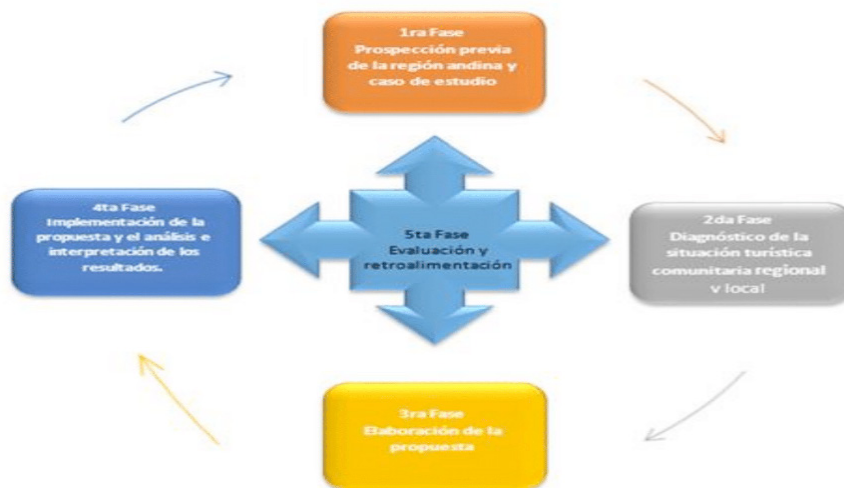 1ra Fase
Prospección previa
de la región andina y
caso de estudio
2da Fase
Diagnóstico de la
situación turística
comunitaria regional
y local
3ra Fase
Elaboración de la
propuesta
4ta Fase
Implementación de la
propuesta y el análisis e
interpretación de los
resultados.
5ta Fase
Evaluación y
retroalimentación